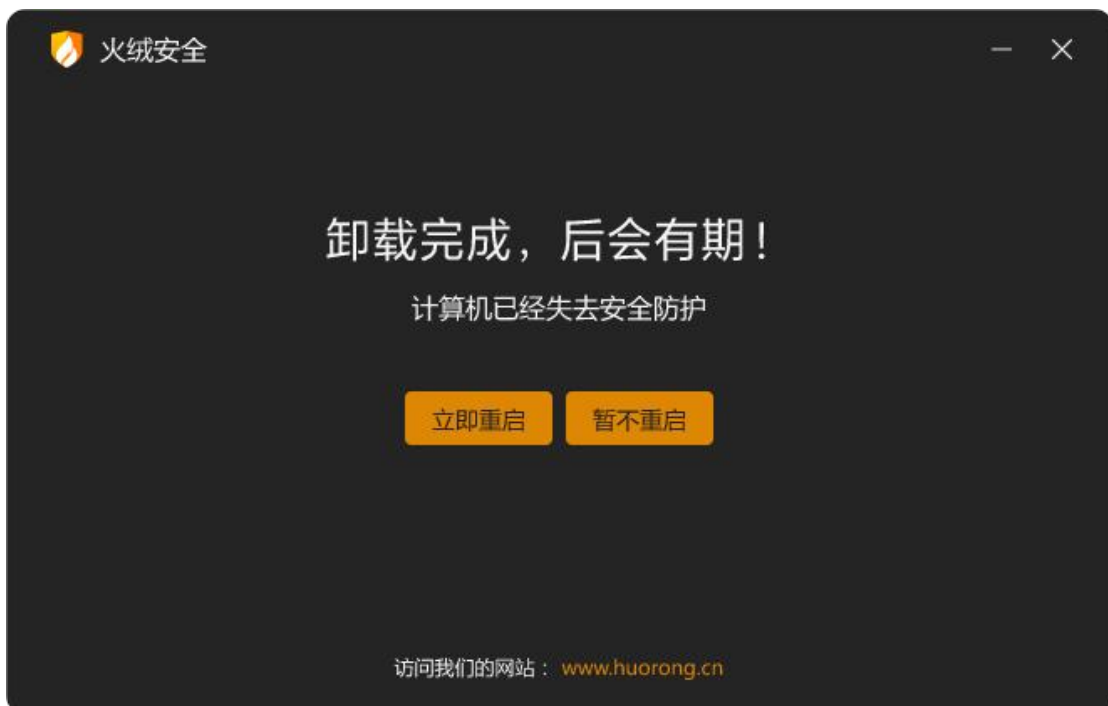 火绒安全
卸载完成，后会有期！
计算机已经失去安全防护
立即重启 暂不重启
访问我们的网站： www.huorong.cn